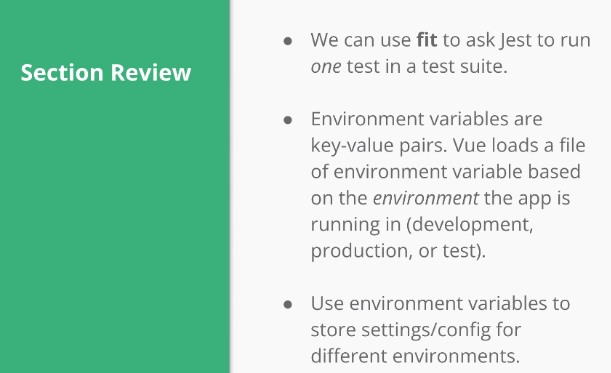 Section Review
● We can use fit to ask Jest to run
one test in a test suite.
● Environment variables are
key-value pairs. Vue loads a file
of environment variable based
on the environment the app is
running in (development,
production, or test).
● Use environment variables to
store settings/config for
different environments.